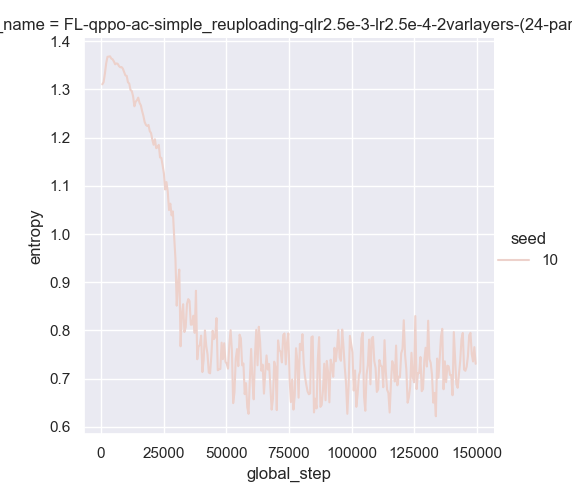 _name = FL-qppo-ac-simple_reuploading-qlr2.5e-3-lr2.5e-4-2varlayers-(24-par
1.4
1.3
1.2
1.1
1.0
0.9
0.8
0.7
0.6
entropy
seed
10
0 25000 50000 75000 100000 125000 150000
global_step